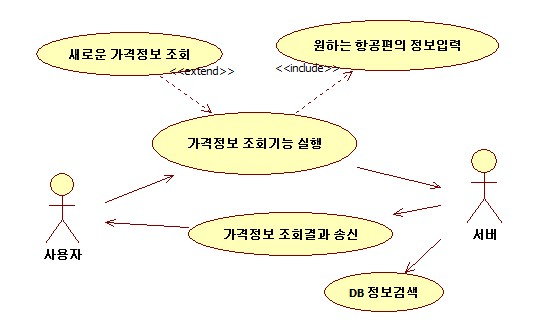 새로운 가격정보 조회
원하는 항공편의 정보입력
<<extend>>
<<include>>
가격정보 조회기능 실행
사용자
가격정보 조회결과 송신
서버
DB 정보검색